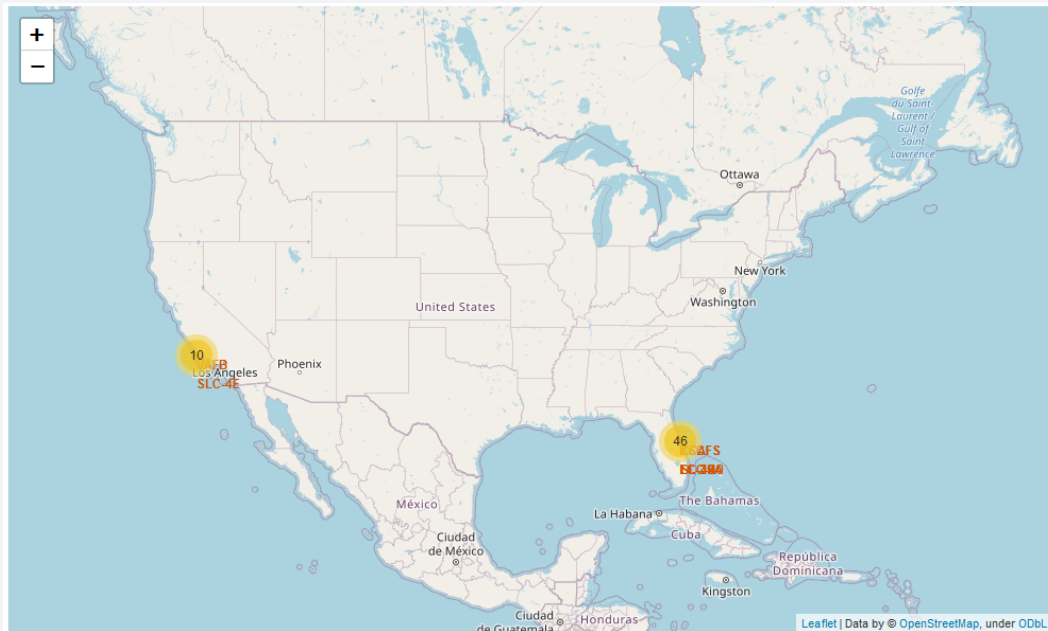 +
−
Golfe
du Saint-
Laurent /
Gulf of
Saint
Lawrence
Ottawa
New York
Washington
United States
10
Los Angeles
SLC-4E
Phoenix
46
The Bahamas
La Habana
Cuba
México
Ciudad
de México
República
Dominicana
Kingston
Ciudad
de Guatemala
Honduras
Leaflet | Data by © OpenStreetMap, under ODbL